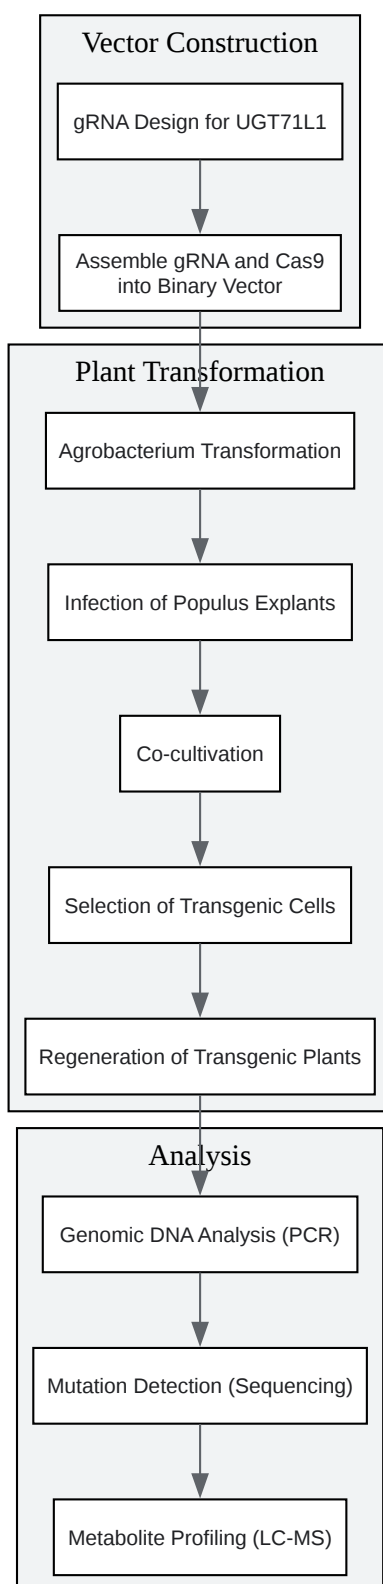 Vector Construction
gRNA Design for UGT71L1
Assemble gRNA and Cas9
into Binary Vector
Plant Transformation
Agrobacterium Transformation
Infection of Populus Explants
Co-cultivation
Selection of Transgenic Cells
Regeneration of Transgenic Plants
Analysis
Genomic DNA Analysis (PCR)
Mutation Detection (Sequencing)
Metabolite Profiling (LC-MS)